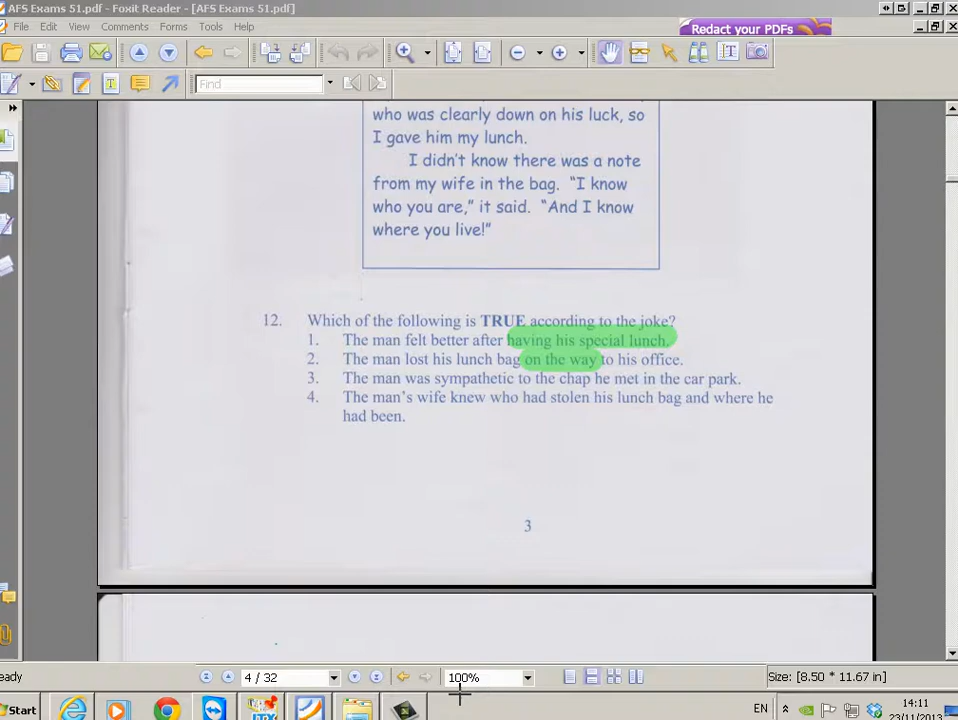 AFS Exams 51.pdf - Foxit Reader - [AFS Exams 51.pdf]
File Edit View Comments Forms Tools Help
Redact your PDFs
Find
who was clearly down on his luck, so
I gave him my lunch.
I didn't know there was a note
from my wife in the bag. "I know
who you are," it said. "And I know
where you live!"
12. Which of the following is TRUE according to the joke?
1. The man felt better after having his special lunch.
2. The man lost his lunch bag on the way to his office.
3. The man was sympathetic to the chap he met in the car park.
4. The man's wife knew who had stolen his lunch bag and where he
had been.
3
eady 4 / 32 100% Size: [8.50 * 11.67 in]
Start EN 14:11
23/11/2013